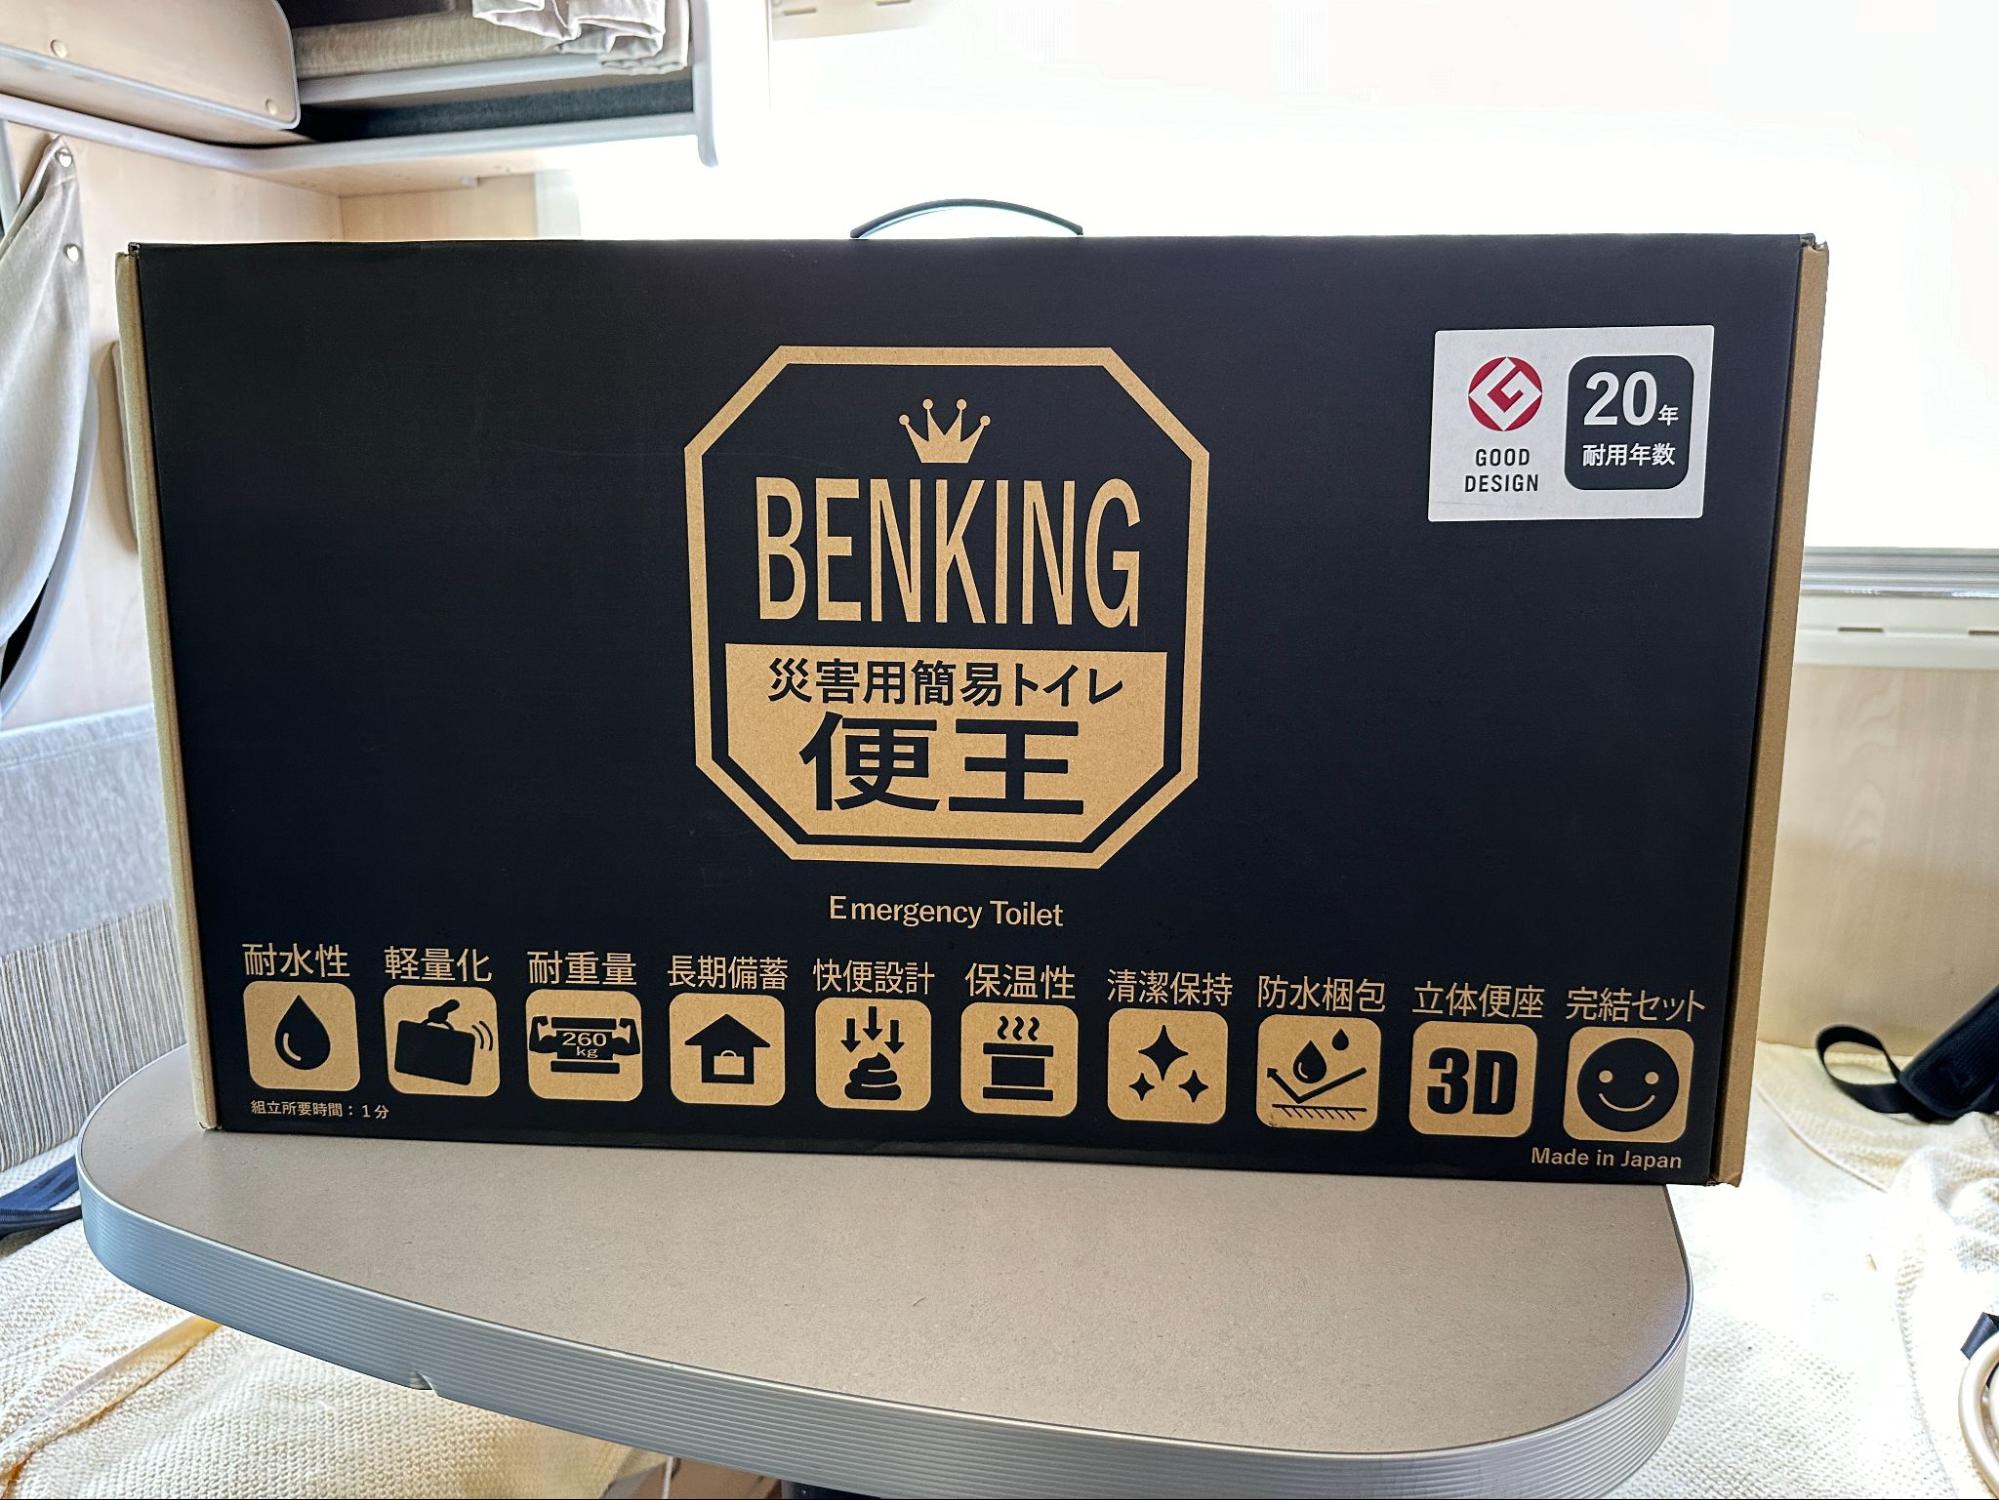 GOOD
DESIGN
20年
耐用年数
BENKING
災害用簡易トイレ
便王
Emergency Toilet
耐水性 軽量化 耐重量 長期備蓄 快便設計 保温性 清潔保持 防水梱包 立体便座 完結セット
260
kg
3D
組立所要時間：1分
Made in Japan